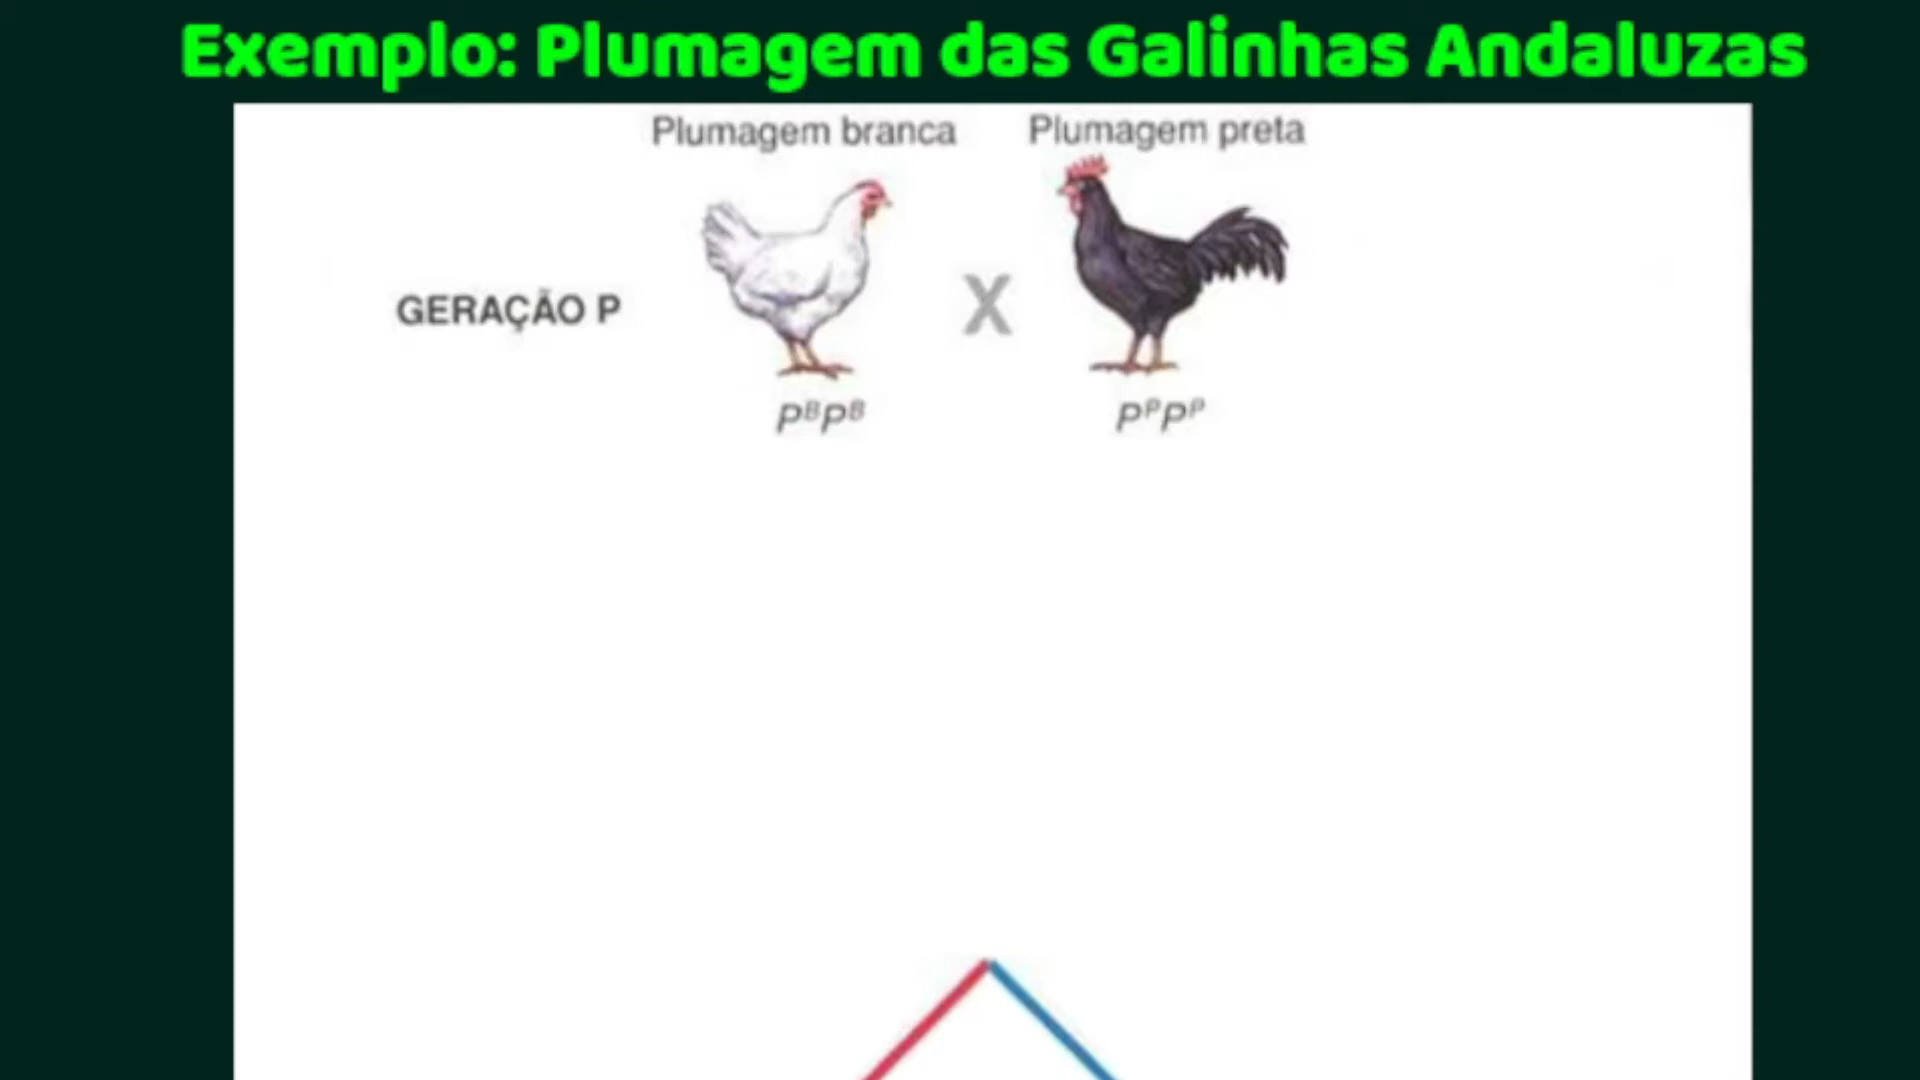 Exemplo: Plumagem das Galinhas Andaluzas
Plumagem branca Plumagem preta
GERAÇÃO P
X
PᴮPᴮ PᴾPᴾ